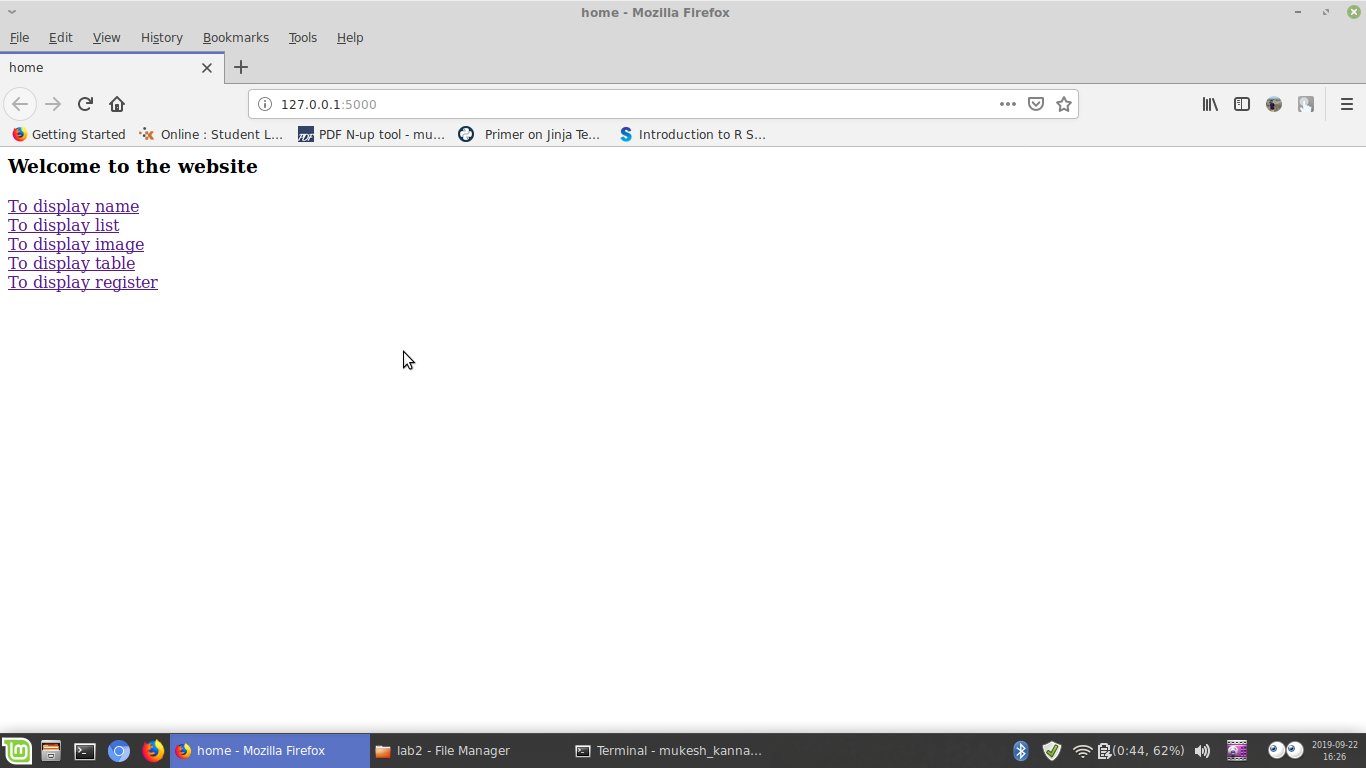 home - Mozilla Firefox
File Edit View History Bookmarks Tools Help
home
127.0.0.1:5000
Getting Started Online : Student L... PDF N-up tool - mu... Primer on Jinja Te... Introduction to R S...
Welcome to the website
To display name
To display list
To display image
To display table
To display register
home - Mozilla Firefox lab2 - File Manager Terminal - mukesh_kanna... (0:44, 62%) 2019-09-22
16:26